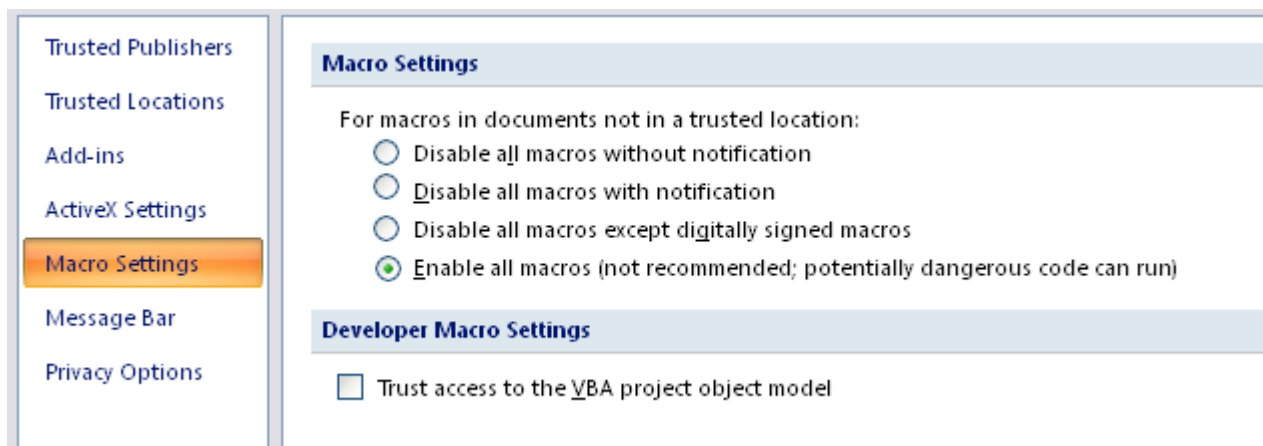 Trusted Publishers
Trusted Locations
Add-ins
ActiveX Settings
Macro Settings
Message Bar
Privacy Options
Macro Settings
For macros in documents not in a trusted location:
Disable all macros without notification
Disable all macros with notification
Disable all macros except digitally signed macros
Enable all macros (not recommended; potentially dangerous code can run)
Developer Macro Settings
Trust access to the VBA project object model